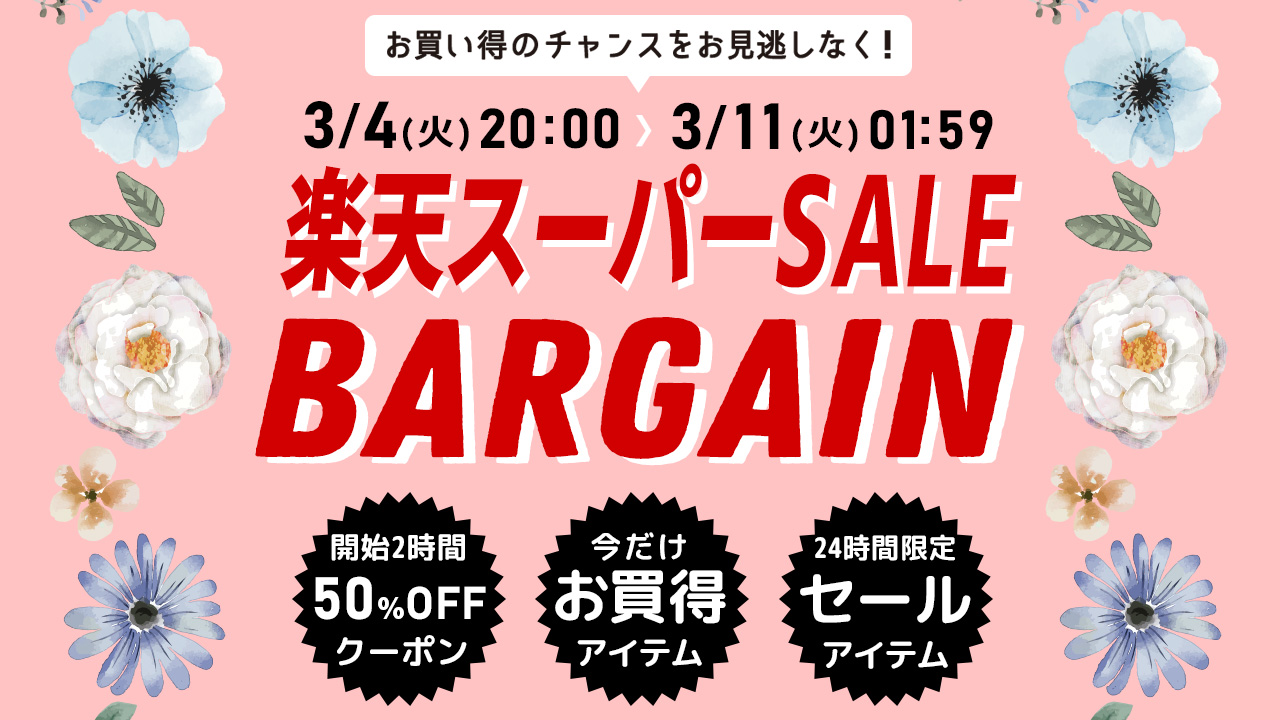 お買い得のチャンスをお見逃しなく！
3/4(火)20:00 〉 3/11(火)01:59
楽天スーパーSALE
BARGAIN
開始2時間
50%OFF
クーポン
今だけ
お買得
アイテム
24時間限定
セール
アイテム